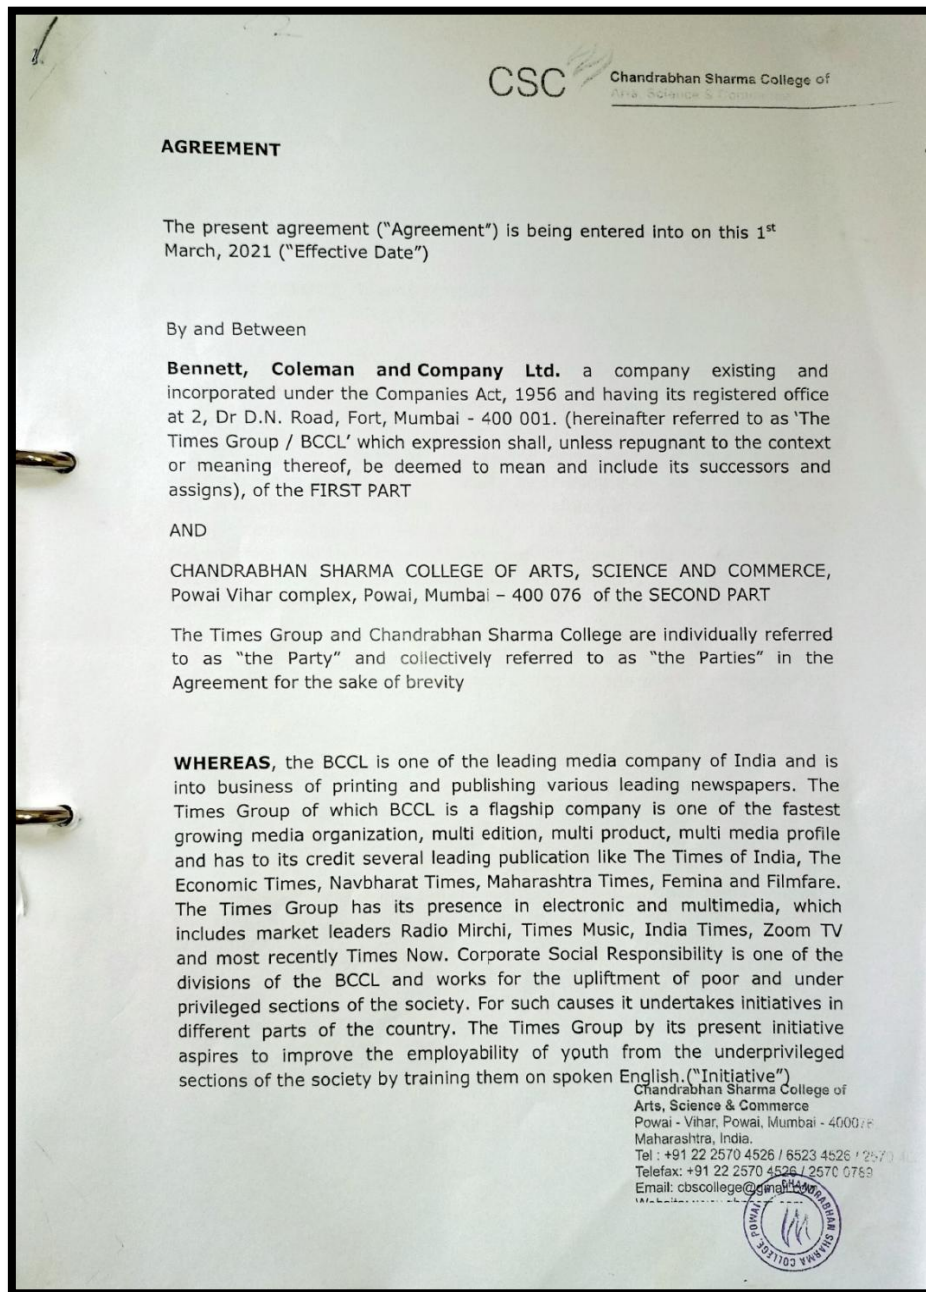 CSC
Chandrabhan Sharma College of
Arts, Science & Commerce
AGREEMENT
The present agreement (“Agreement”) is being entered into on this 1st
March, 2021 (“Effective Date”)
By and Between
Bennett, Coleman and Company Ltd. a company existing and
incorporated under the Companies Act, 1956 and having its registered office
at 2, Dr D.N. Road, Fort, Mumbai - 400 001. (hereinafter referred to as ‘The
Times Group / BCCL’ which expression shall, unless repugnant to the context
or meaning thereof, be deemed to mean and include its successors and
assigns), of the FIRST PART
AND
CHANDRABHAN SHARMA COLLEGE OF ARTS, SCIENCE AND COMMERCE,
Powai Vihar complex, Powai, Mumbai – 400 076 of the SECOND PART
The Times Group and Chandrabhan Sharma College are individually referred
to as “the Party” and collectively referred to as “the Parties” in the
Agreement for the sake of brevity
WHEREAS, the BCCL is one of the leading media company of India and is
into business of printing and publishing various leading newspapers. The
Times Group of which BCCL is a flagship company is one of the fastest
growing media organization, multi edition, multi product, multi media profile
and has to its credit several leading publication like The Times of India, The
Economic Times, Navbharat Times, Maharashtra Times, Femina and Filmfare.
The Times Group has its presence in electronic and multimedia, which
includes market leaders Radio Mirchi, Times Music, India Times, Zoom TV
and most recently Times Now. Corporate Social Responsibility is one of the
divisions of the BCCL and works for the upliftment of poor and under
privileged sections of the society. For such causes it undertakes initiatives in
different parts of the country. The Times Group by its present initiative
aspires to improve the employability of youth from the underprivileged
sections of the society by training them on spoken English.(“Initiative”)
Chandrabhan Sharma College of
Arts, Science & Commerce
Powai - Vihar, Powai, Mumbai - 400076
Maharashtra, India.
Tel : +91 22 2570 4526 / 6523 4526 /
Telefax: +91 22 2570 4526 / 2570 0789
Email: cbscollege@gmail.com
CHANDRABHAN SHARMA COLLEGE, POWAI